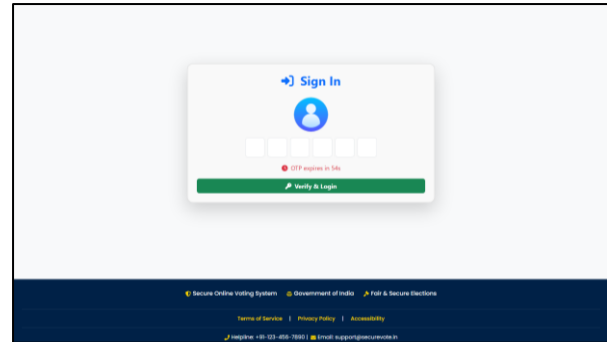 Sign In
OTP expires in 54s
Verify & Login
Secure Online Voting System Government of India Fair & Secure Elections
Terms of Service | Privacy Policy | Accessibility
Helpline: +91-123-456-7890 | Email: support@securevote.in